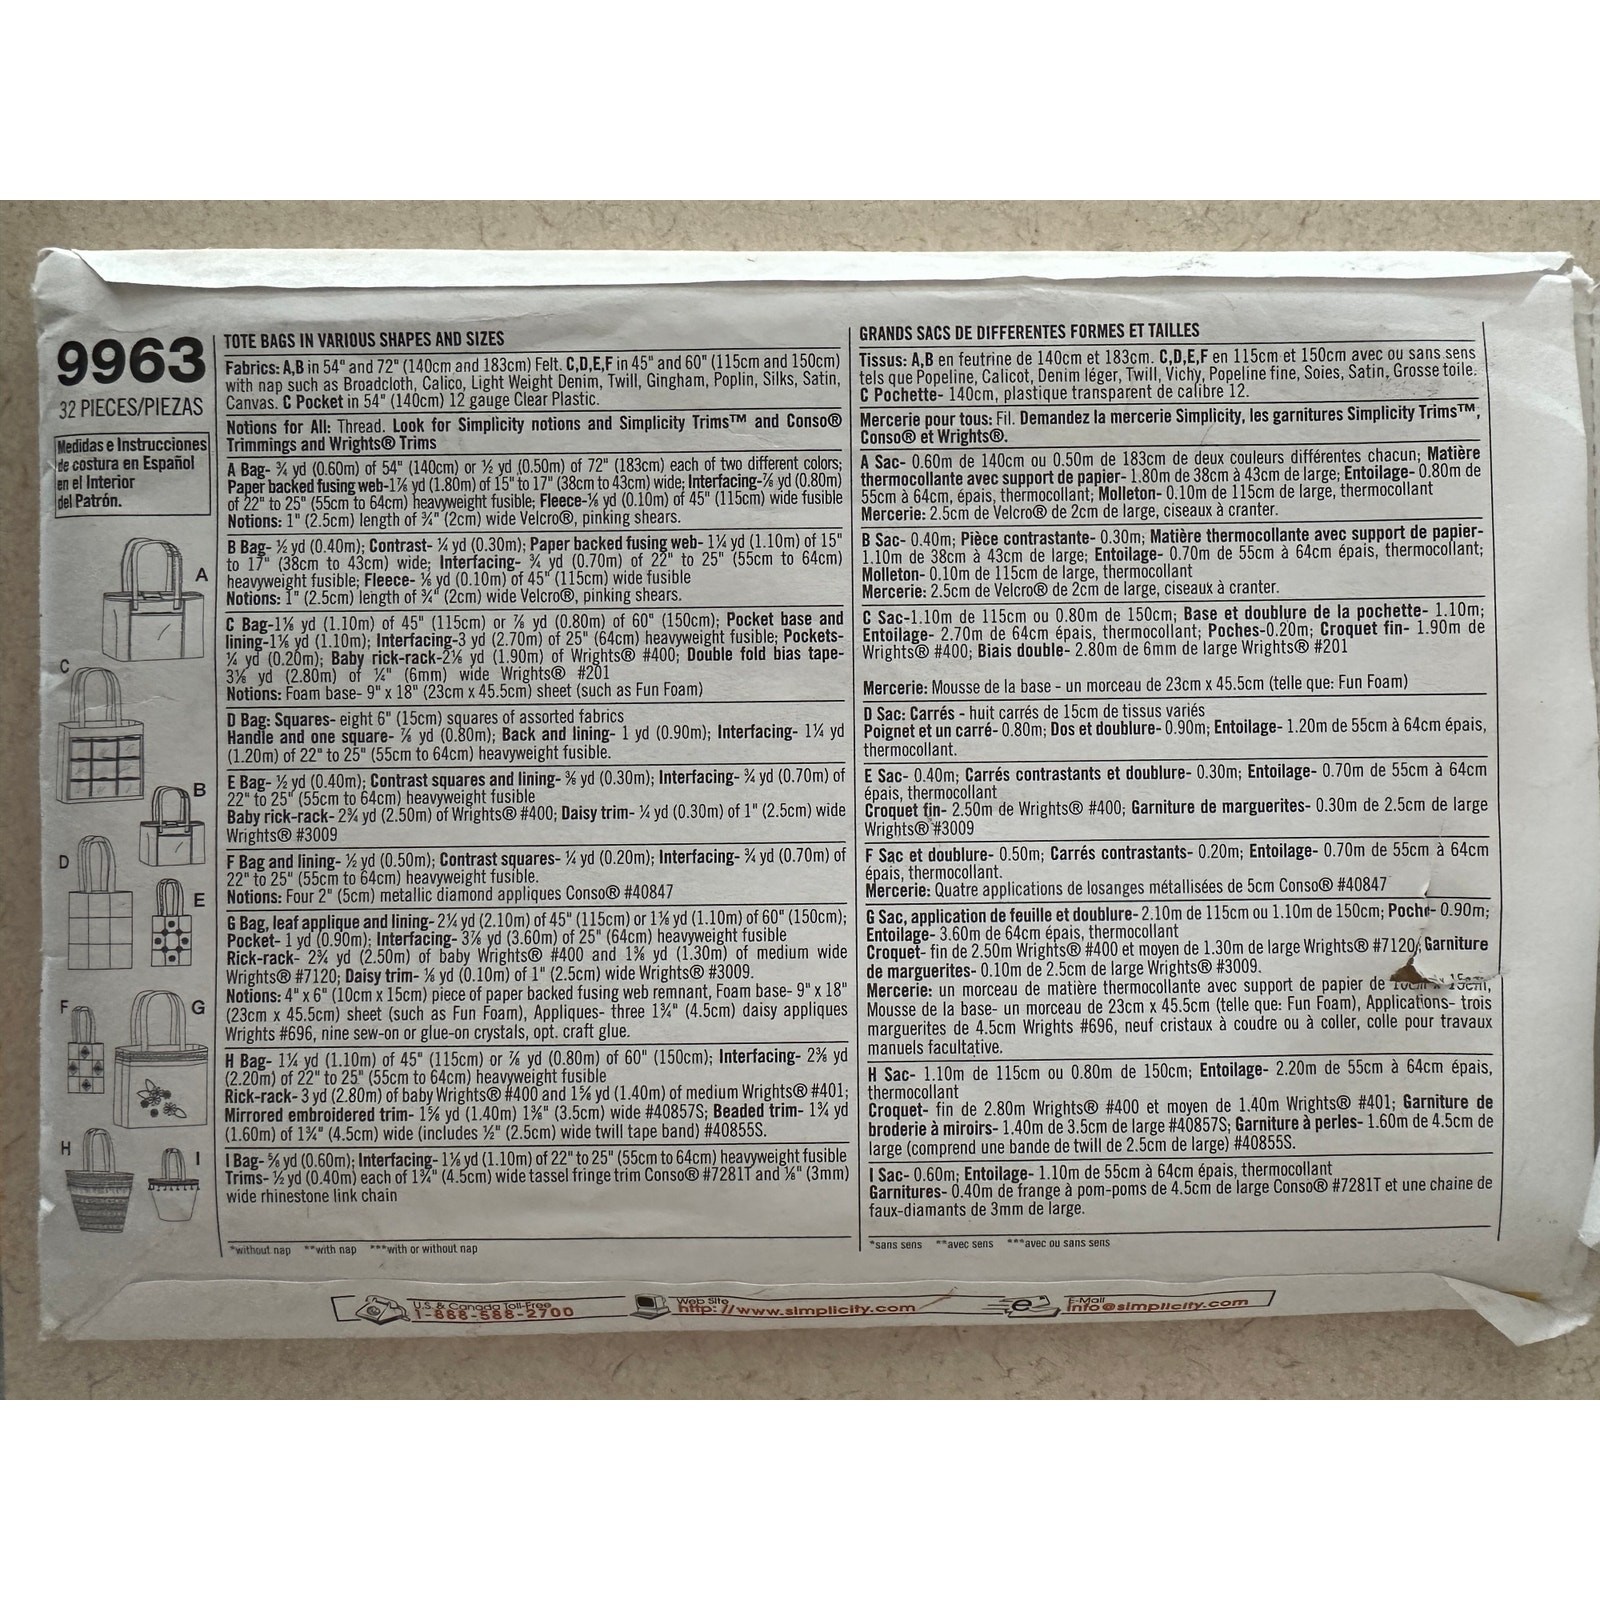 9963
32 PIECES/PIEZAS
Medidas e Instrucciones
de costura en Español
en el Interior
del Patrón.
A
C
B
D
E
F
G
H
I
TOTE BAGS IN VARIOUS SHAPES AND SIZES
Fabrics: A,B in 54" and 72" (140cm and 183cm) Felt. C,D,E,F in 45" and 60" (115cm and 150cm)
with nap such as Broadcloth, Calico, Light Weight Denim, Twill, Gingham, Poplin, Silks, Satin,
Canvas. C Pocket in 54" (140cm) 12 gauge Clear Plastic.
Notions for All: Thread. Look for Simplicity notions and Simplicity Trims™ and Conso®
Trimmings and Wrights® Trims
A Bag- ¾ yd (0.60m) of 54" (140cm) or ½ yd (0.50m) of 72" (183cm) each of two different colors;
Paper backed fusing web-1⅞ yd (1.80m) of 15" to 17" (38cm to 43cm) wide; Interfacing-⅞ yd (0.80m)
of 22" to 25" (55cm to 64cm) heavyweight fusible; Fleece-⅛ yd (0.10m) of 45" (115cm) wide fusible
Notions: 1" (2.5cm) length of ¾" (2cm) wide Velcro®, pinking shears.
B Bag- ½ yd (0.40m); Contrast- ¼ yd (0.30m); Paper backed fusing web- 1¼ yd (1.10m) of 15"
to 17" (38cm to 43cm) wide; Interfacing- ¾ yd (0.70m) of 22" to 25" (55cm to 64cm)
heavyweight fusible; Fleece- ⅛ yd (0.10m) of 45" (115cm) wide fusible
Notions: 1" (2.5cm) length of ¾" (2cm) wide Velcro®, pinking shears.
C Bag-1⅛ yd (1.10m) of 45" (115cm) or ⅞ yd (0.80m) of 60" (150cm); Pocket base and
lining-1⅛ yd (1.10m); Interfacing-3 yd (2.70m) of 25" (64cm) heavyweight fusible; Pockets-
¼ yd (0.20m); Baby rick-rack-2⅛ yd (1.90m) of Wrights® #400; Double fold bias tape-
3⅛ yd (2.80m) of ¼" (6mm) wide Wrights® #201
Notions: Foam base- 9" x 18" (23cm x 45.5cm) sheet (such as Fun Foam)
D Bag: Squares- eight 6" (15cm) squares of assorted fabrics
Handle and one square- ⅞ yd (0.80m); Back and lining- 1 yd (0.90m); Interfacing- 1¼ yd
(1.20m) of 22" to 25" (55cm to 64cm) heavyweight fusible.
E Bag- ½ yd (0.40m); Contrast squares and lining- ⅜ yd (0.30m); Interfacing- ¾ yd (0.70m) of
22" to 25" (55cm to 64cm) heavyweight fusible
Baby rick-rack- 2¾ yd (2.50m) of Wrights® #400; Daisy trim- ¼ yd (0.30m) of 1" (2.5cm) wide
Wrights® #3009
F Bag and lining- ½ yd (0.50m); Contrast squares- ¼ yd (0.20m); Interfacing- ¾ yd (0.70m) of
22" to 25" (55cm to 64cm) heavyweight fusible.
Notions: Four 2" (5cm) metallic diamond appliques Conso® #40847
G Bag, leaf applique and lining- 2¼ yd (2.10m) of 45" (115cm) or 1⅛ yd (1.10m) of 60" (150cm);
Pocket- 1 yd (0.90m); Interfacing- 3⅞ yd (3.60m) of 25" (64cm) heavyweight fusible
Rick-rack- 2¾ yd (2.50m) of baby Wrights® #400 and 1⅜ yd (1.30m) of medium wide
Wrights® #7120; Daisy trim- ⅛ yd (0.10m) of 1" (2.5cm) wide Wrights® #3009.
Notions: 4" x 6" (10cm x 15cm) piece of paper backed fusing web remnant, Foam base- 9" x 18"
(23cm x 45.5cm) sheet (such as Fun Foam), Appliques- three 1¾" (4.5cm) daisy appliques
Wrights #696, nine sew-on or glue-on crystals, opt. craft glue.
H Bag- 1¼ yd (1.10m) of 45" (115cm) or ⅞ yd (0.80m) of 60" (150cm); Interfacing- 2⅜ yd
(2.20m) of 22" to 25" (55cm to 64cm) heavyweight fusible
Rick-rack- 3 yd (2.80m) of baby Wrights® #400 and 1⅝ yd (1.40m) of medium Wrights® #401;
Mirrored embroidered trim- 1⅝ yd (1.40m) 1⅜" (3.5cm) wide #40857S; Beaded trim- 1¾ yd
(1.60m) of 1¾" (4.5cm) wide (includes ½" (2.5cm) wide twill tape band) #40855S.
I Bag- ⅝ yd (0.60m); Interfacing- 1⅛ yd (1.10m) of 22" to 25" (55cm to 64cm) heavyweight fusible
Trims- ½ yd (0.40m) each of 1¾" (4.5cm) wide tassel fringe trim Conso® #7281T and ⅛" (3mm)
wide rhinestone link chain
*without nap **with nap ***with or without nap
GRANDS SACS DE DIFFERENTES FORMES ET TAILLES
Tissus: A,B en feutrine de 140cm et 183cm. C,D,E,F en 115cm et 150cm avec ou sans sens
tels que Popeline, Calicot, Denim léger, Twill, Vichy, Popeline fine, Soies, Satin, Grosse toile.
C Pochette- 140cm, plastique transparent de calibre 12.
Mercerie pour tous: Fil. Demandez la mercerie Simplicity, les garnitures Simplicity Trims™,
Conso® et Wrights®.
A Sac- 0.60m de 140cm ou 0.50m de 183cm de deux couleurs différentes chacun; Matière
thermocollante avec support de papier- 1.80m de 38cm à 43cm de large; Entoilage- 0.80m de
55cm à 64cm, épais, thermocollant; Molleton- 0.10m de 115cm de large, thermocollant
Mercerie: 2.5cm de Velcro® de 2cm de large, ciseaux à cranter.
B Sac- 0.40m; Pièce contrastante- 0.30m; Matière thermocollante avec support de papier-
1.10m de 38cm à 43cm de large; Entoilage- 0.70m de 55cm à 64cm épais, thermocollant;
Molleton- 0.10m de 115cm de large, thermocollant
Mercerie: 2.5cm de Velcro® de 2cm de large, ciseaux à cranter.
C Sac-1.10m de 115cm ou 0.80m de 150cm; Base et doublure de la pochette- 1.10m;
Entoilage- 2.70m de 64cm épais, thermocollant; Poches-0.20m; Croquet fin- 1.90m de
Wrights® #400; Biais double- 2.80m de 6mm de large Wrights® #201
Mercerie: Mousse de la base - un morceau de 23cm x 45.5cm (telle que: Fun Foam)
D Sac: Carrés - huit carrés de 15cm de tissus variés
Poignet et un carré- 0.80m; Dos et doublure- 0.90m; Entoilage- 1.20m de 55cm à 64cm épais,
thermocollant.
E Sac- 0.40m; Carrés contrastants et doublure- 0.30m; Entoilage- 0.70m de 55cm à 64cm
épais, thermocollant
Croquet fin- 2.50m de Wrights® #400; Garniture de marguerites- 0.30m de 2.5cm de large
Wrights® #3009
F Sac et doublure- 0.50m; Carrés contrastants- 0.20m; Entoilage- 0.70m de 55cm à 64cm
épais, thermocollant.
Mercerie: Quatre applications de losanges métallisées de 5cm Conso® #40847
G Sac, application de feuille et doublure- 2.10m de 115cm ou 1.10m de 150cm; Poche- 0.90m;
Entoilage- 3.60m de 64cm épais, thermocollant
Croquet- fin de 2.50m Wrights® #400 et moyen de 1.30m de large Wrights® #7120; Garniture
de marguerites- 0.10m de 2.5cm de large Wrights® #3009.
Mercerie: un morceau de matière thermocollante avec support de papier de 10cm x 15cm,
Mousse de la base- un morceau de 23cm x 45.5cm (telle que: Fun Foam), Applications- trois
marguerites de 4.5cm Wrights #696, neuf cristaux à coudre ou à coller, colle pour travaux
manuels facultative.
H Sac- 1.10m de 115cm ou 0.80m de 150cm; Entoilage- 2.20m de 55cm à 64cm épais,
thermocollant
Croquet- fin de 2.80m Wrights® #400 et moyen de 1.40m Wrights® #401; Garniture de
broderie à miroirs- 1.40m de 3.5cm de large #40857S; Garniture à perles- 1.60m de 4.5cm de
large (comprend une bande de twill de 2.5cm de large) #40855S.
I Sac- 0.60m; Entoilage- 1.10m de 55cm à 64cm épais, thermocollant
Garnitures- 0.40m de frange à pom-poms de 4.5cm de large Conso® #7281T et une chaine de
faux-diamants de 3mm de large.
*sans sens **avec sens ***avec ou sans sens
U.S. & Canada Toll-Free
1-888-588-2700
Web Site
http://www.simplicity.com
E-Mail
info@simplicity.com